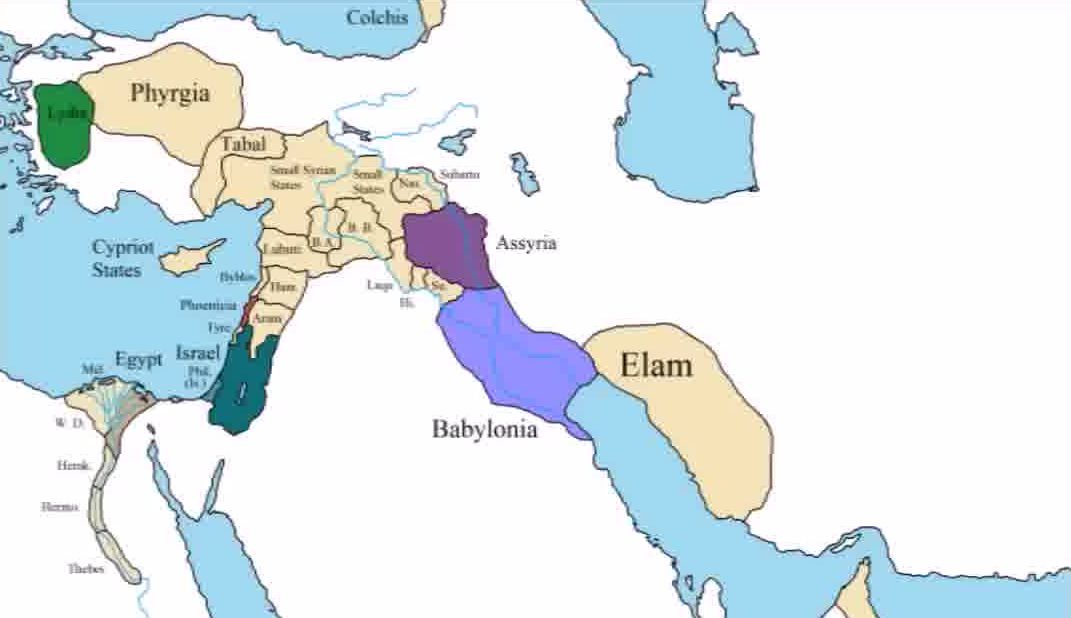 Colchis
Phyrgia
Lydia
Tabal
Small Syrian
States
Small
States
Nai.
Subartu
B. A.
B. B.
Assyria
Cypriot
States
Luhuti
Byblos
Ham.
Laqe
Hi.
Su.
Phoenicia
Aram
Tyre
Israel
Egypt
Phil.
(Is.)
Mel.
Elam
W. D.
Babylonia
Herak.
Hermo.
Thebes